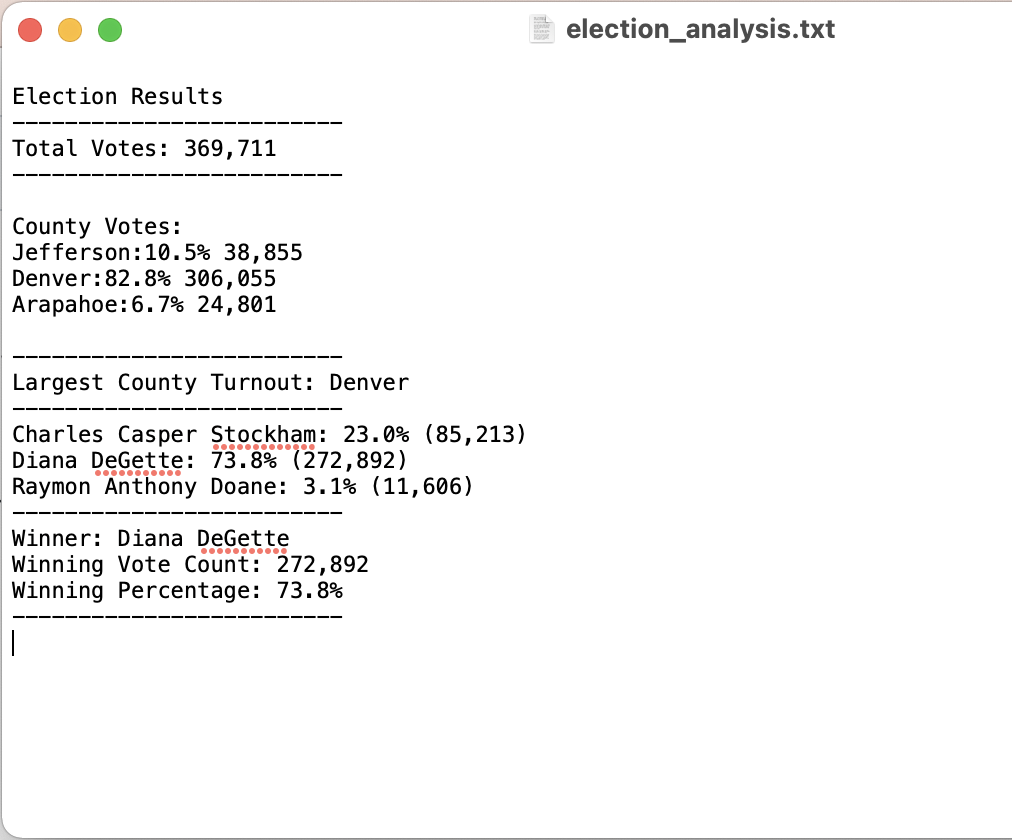 election_analysis.txt
Election Results
-------------------------
Total Votes: 369,711
-------------------------
County Votes:
Jefferson:10.5% 38,855
Denver:82.8% 306,055
Arapahoe:6.7% 24,801
-------------------------
Largest County Turnout: Denver
-------------------------
Charles Casper Stockham: 23.0% (85,213)
Diana DeGette: 73.8% (272,892)
Raymon Anthony Doane: 3.1% (11,606)
-------------------------
Winner: Diana DeGette
Winning Vote Count: 272,892
Winning Percentage: 73.8%
-------------------------